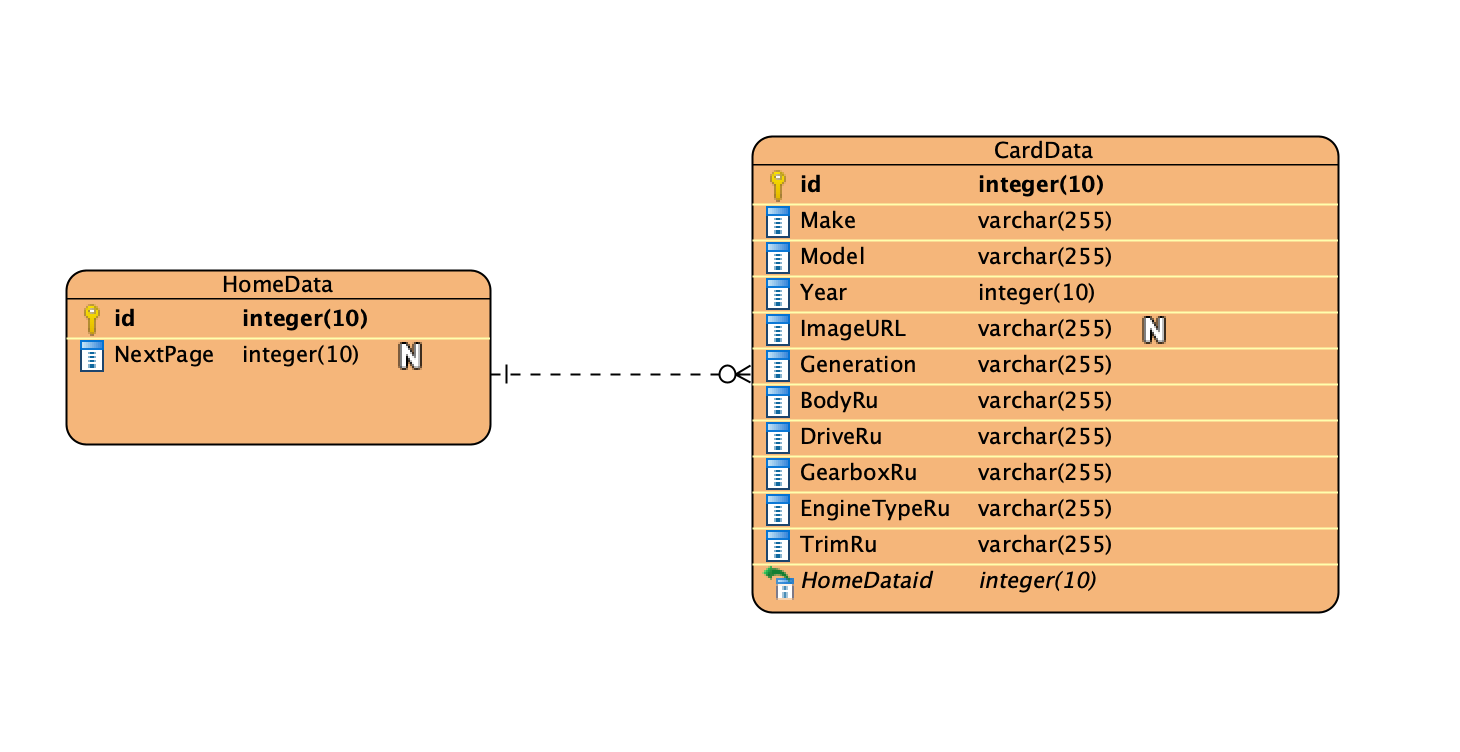 HomeData
id integer(10)
NextPage integer(10) N
CardData
id integer(10)
Make varchar(255)
Model varchar(255)
Year integer(10)
ImageURL varchar(255) N
Generation varchar(255)
BodyRu varchar(255)
DriveRu varchar(255)
GearboxRu varchar(255)
EngineTypeRu varchar(255)
TrimRu varchar(255)
HomeDataid integer(10)